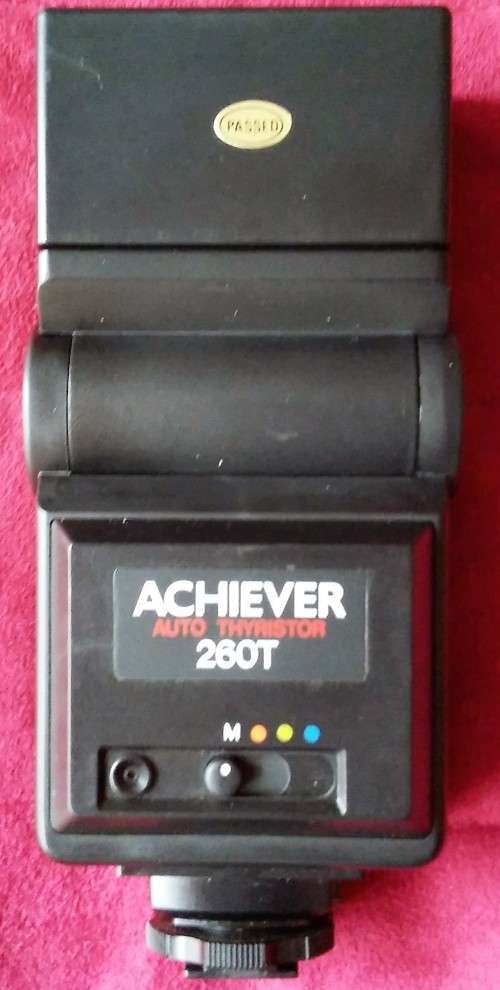 PASSED
ACHIEVER
AUTO THYRISTOR
260T
M